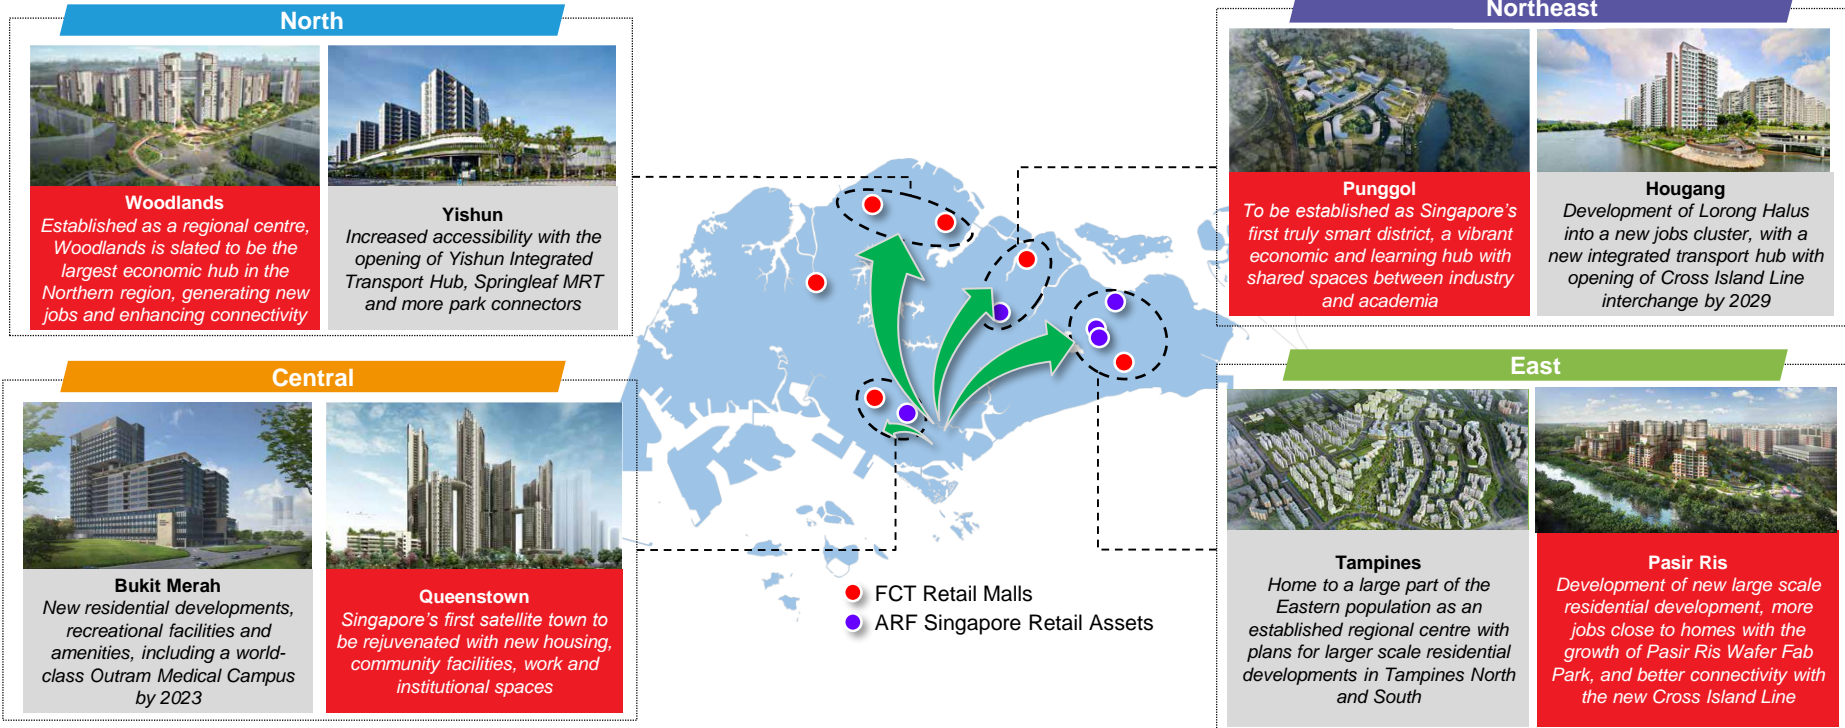 North
Woodlands
Established as a regional centre,
Woodlands is slated to be the
largest economic hub in the
Northern region, generating new
jobs and enhancing connectivity
Yishun
Increased accessibility with the
opening of Yishun Integrated
Transport Hub, Springleaf MRT
and more park connectors
Northeast
Punggol
To be established as Singapore's
first truly smart district, a vibrant
economic and learning hub with
shared spaces between industry
and academia
Hougang
Development of Lorong Halus
into a new jobs cluster, with a
new integrated transport hub with
opening of Cross Island Line
interchange by 2029
Central
Bukit Merah
New residential developments,
recreational facilities and
amenities, including a world-
class Outram Medical Campus
by 2023
Queenstown
Singapore's first satellite town to
be rejuvenated with new housing,
community facilities, work and
institutional spaces
FCT Retail Malls
ARF Singapore Retail Assets
East
Tampines
Home to a large part of the
Eastern population as an
established regional centre with
plans for larger scale residential
developments in Tampines North
and South
Pasir Ris
Development of new large scale
residential development, more
jobs close to homes with the
growth of Pasir Ris Wafer Fab
Park, and better connectivity with
the new Cross Island Line